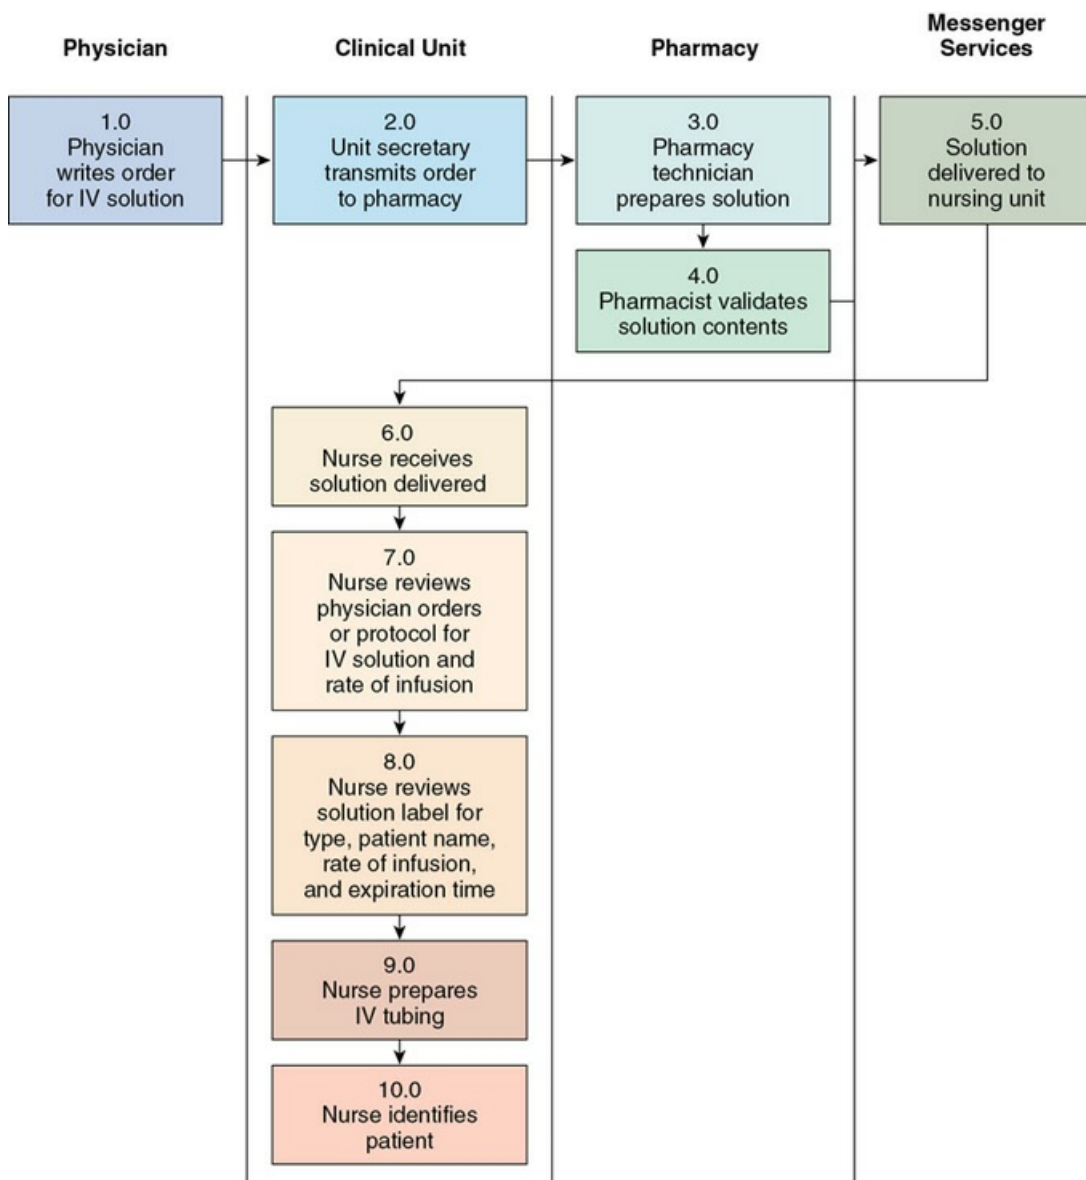 Physician
Clinical Unit
Pharmacy
Messenger
Services
1.0
Physician
writes order
for IV solution
2.0
Unit secretary
transmits order
to pharmacy
3.0
Pharmacy
technician
prepares solution
5.0
Solution
delivered to
nursing unit
4.0
Pharmacist validates
solution contents
6.0
Nurse receives
solution delivered
7.0
Nurse reviews
physician orders
or protocol for
IV solution and
rate of infusion
8.0
Nurse reviews
solution label for
type, patient name,
rate of infusion,
and expiration time
9.0
Nurse prepares
IV tubing
10.0
Nurse identifies
patient